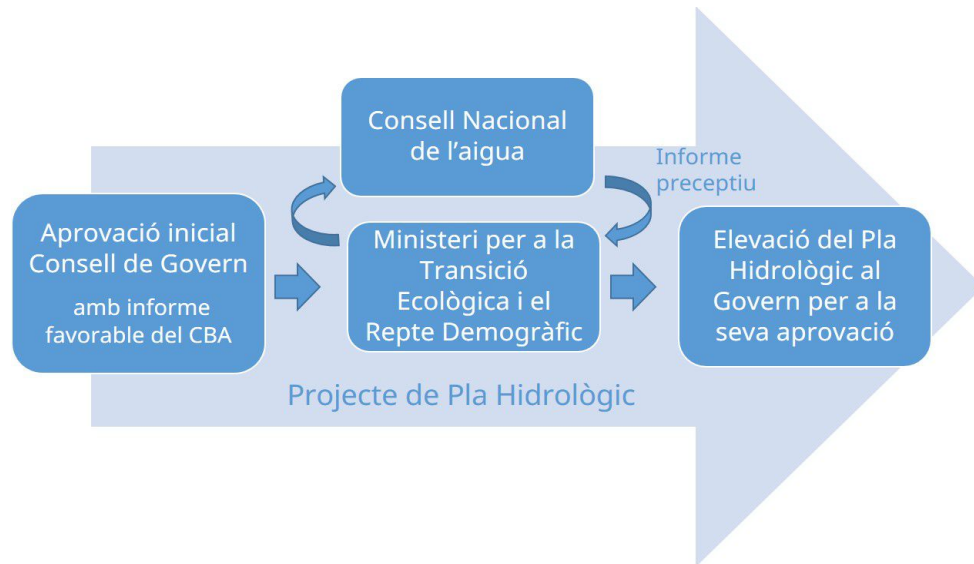 Consell Nacional
de l'aigua
Informe
preceptiu
Aprovació inicial
Consell de Govern
amb informe
favorable del CBA
Ministeri per a la
Transició
Ecològica i el
Repte Demogràfic
Elevació del Pla
Hidrològic al
Govern per a la
seva aprovació
Projecte de Pla Hidrològic